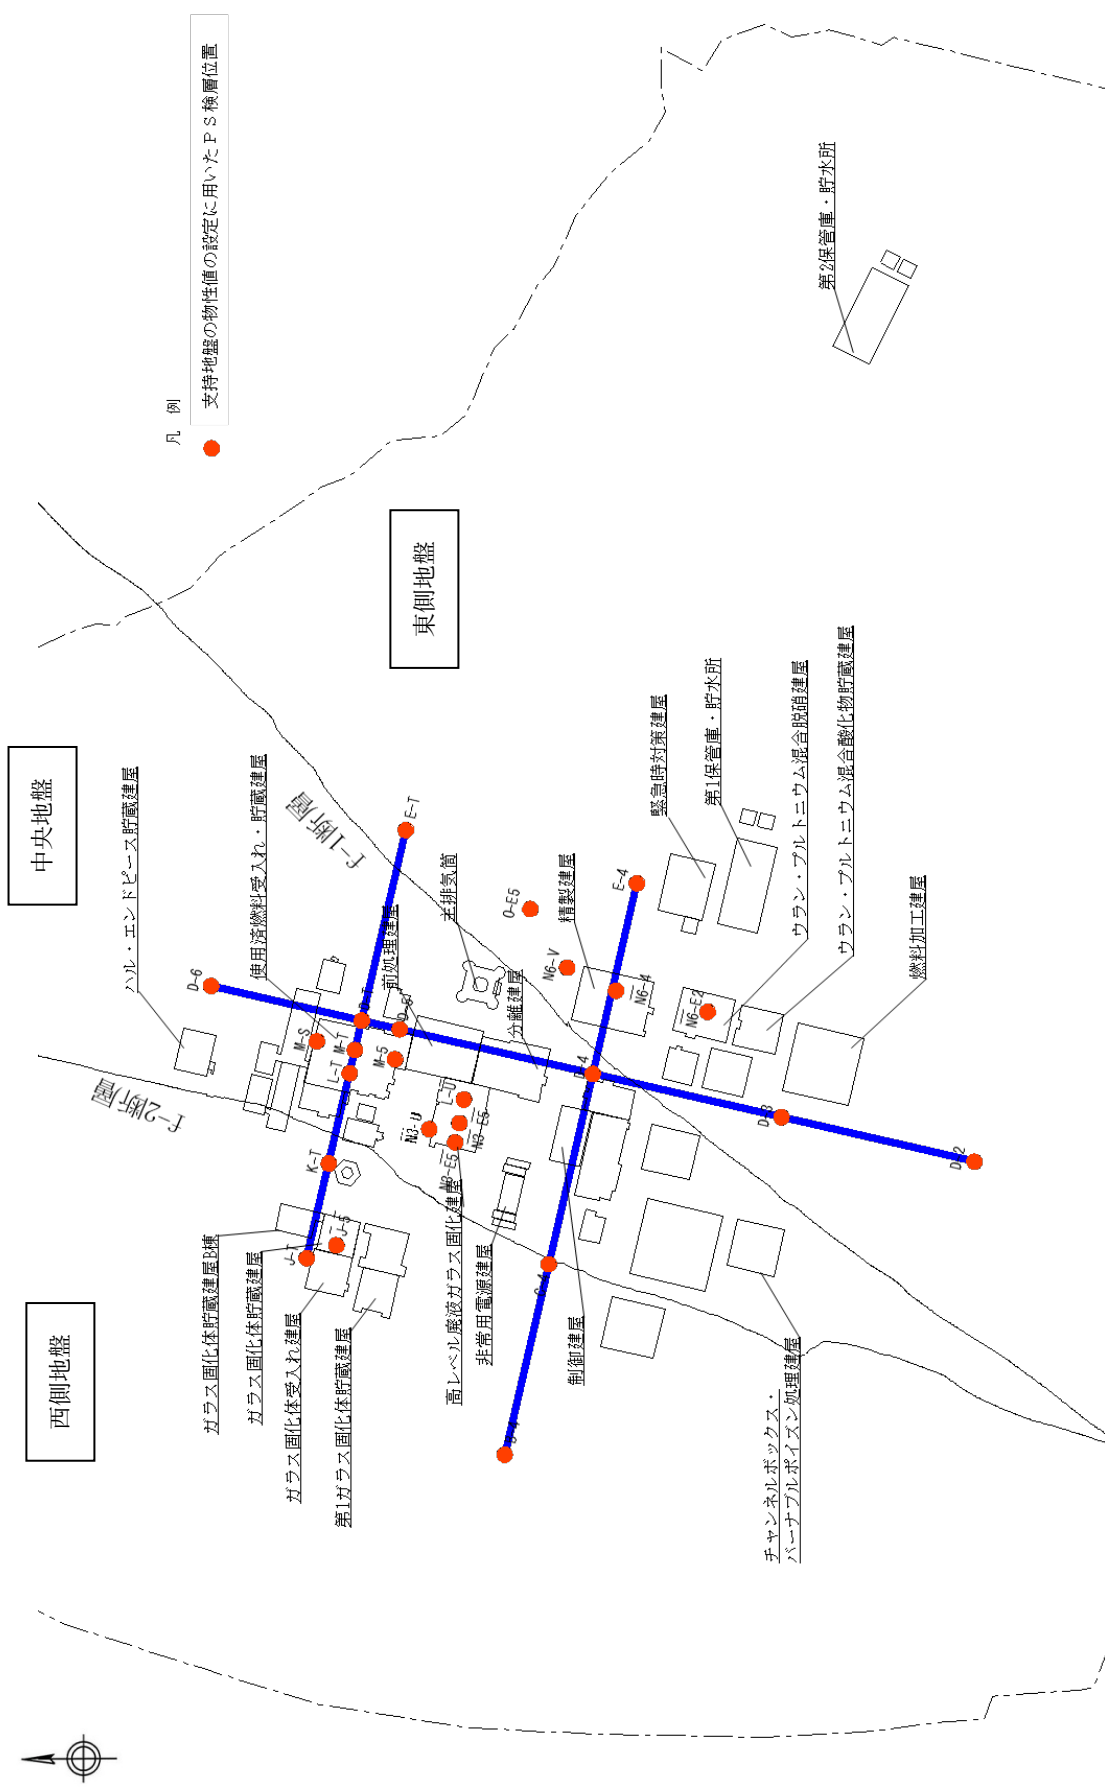 凡 例
支持地盤の物性値の設定に用いたＰＳ検層位置
西側地盤
中央地盤
東側地盤
f-2断層
f-1断層
ハル・エンドピース貯蔵建屋
使用済燃料受入れ・貯蔵建屋
前処理建屋
主排気筒
分離建屋
精製建屋
緊急時対策建屋
第1保管庫・貯水所
第2保管庫・貯水所
ウラン・プルトニウム混合脱硝建屋
ウラン・プルトニウム混合酸化物貯蔵建屋
燃料加工建屋
ガラス固化体貯蔵建屋B棟
ガラス固化体貯蔵建屋
ガラス固化体受入れ建屋
第1ガラス固化体貯蔵建屋
高レベル廃液ガラス固化建屋
非常用電源建屋
制御建屋
チャンネルボックス・
バーナブルポイズン処理建屋
D-6
E-T
M-S
M-T
L-T
M-5
K-T
J-T
J-5
N3-U
N3-E5
O-E5
N6-V
N6-4
N6-E2
E-4
D-4
C-4
B-4
D-3
D-2